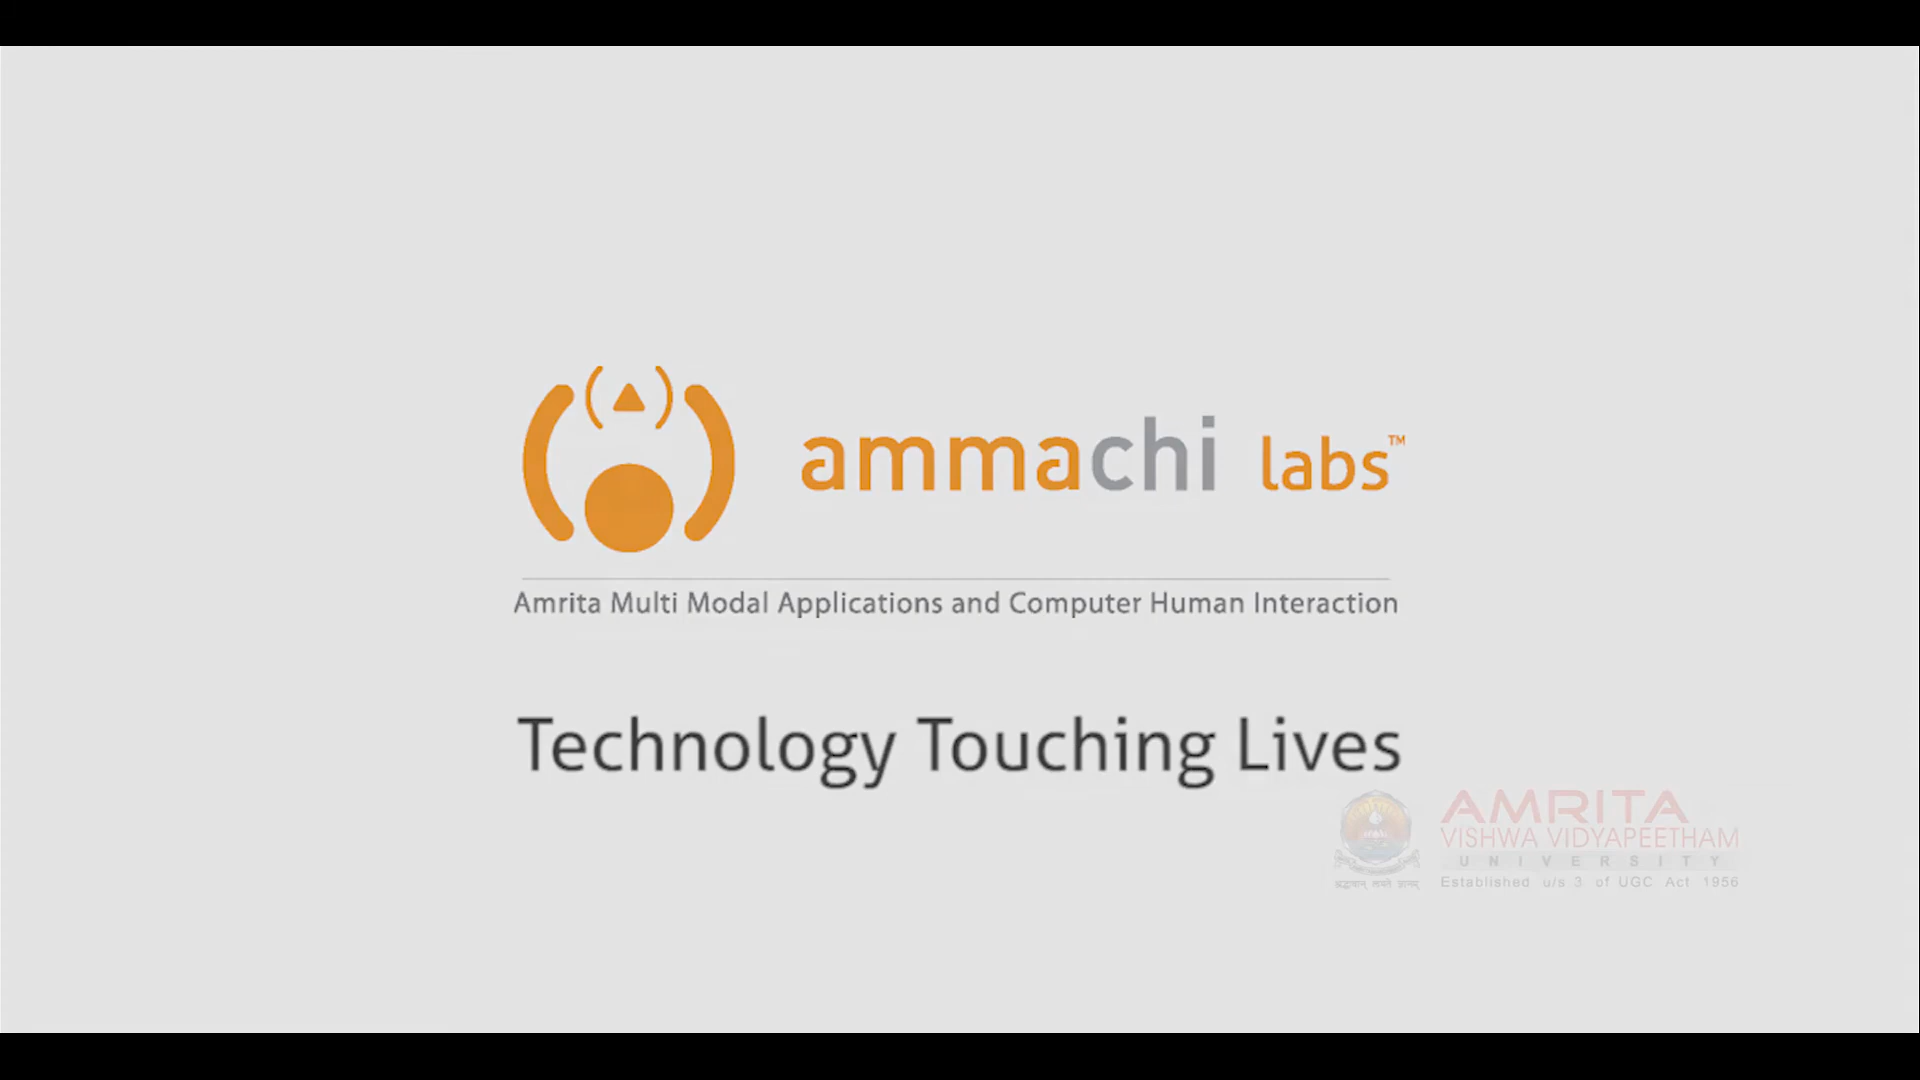 ammachi labs™
Amrita Multi Modal Applications and Computer Human Interaction
Technology Touching Lives
AMRITA
VISHWA VIDYAPEETHAM
UNIVERSITY
Established u/s 3 of UGC Act 1956